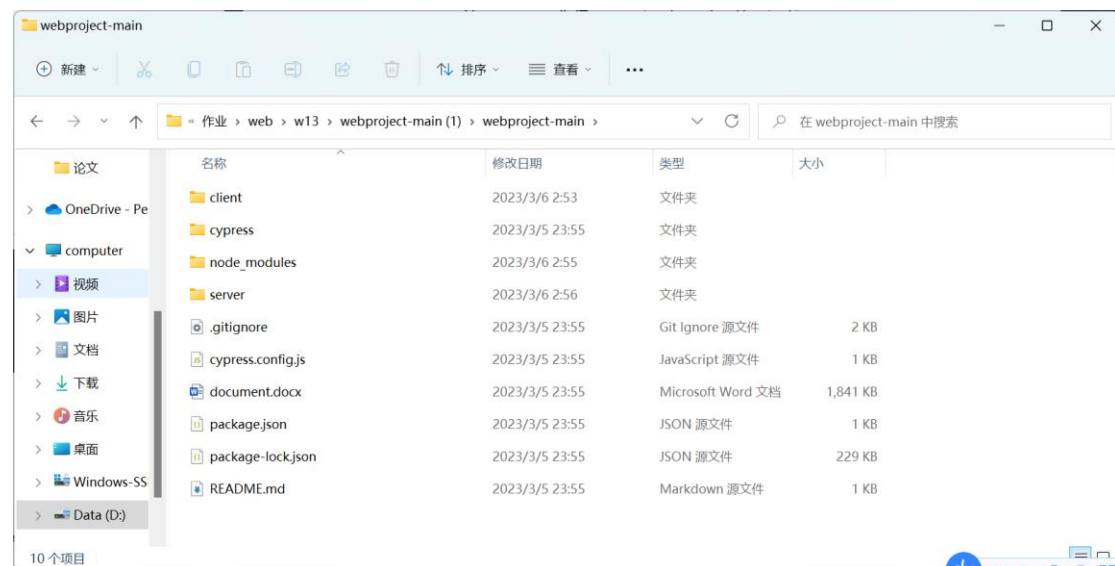 webproject-main
新建 排序 查看
« 作业 › web › w13 › webproject-main (1) › webproject-main › 在 webproject-main 中搜索
名称 修改日期 类型 大小
论文
OneDrive - Pe
computer
视频
图片
文档
下载
音乐
桌面
Windows-SS
Data (D:)
client 2023/3/6 2:53 文件夹
cypress 2023/3/5 23:55 文件夹
node_modules 2023/3/6 2:55 文件夹
server 2023/3/6 2:56 文件夹
.gitignore 2023/3/5 23:55 Git Ignore 源文件 2 KB
cypress.config.js 2023/3/5 23:55 JavaScript 源文件 1 KB
document.docx 2023/3/5 23:55 Microsoft Word 文档 1,841 KB
package.json 2023/3/5 23:55 JSON 源文件 1 KB
package-lock.json 2023/3/5 23:55 JSON 源文件 229 KB
README.md 2023/3/5 23:55 Markdown 源文件 1 KB
10 个项目